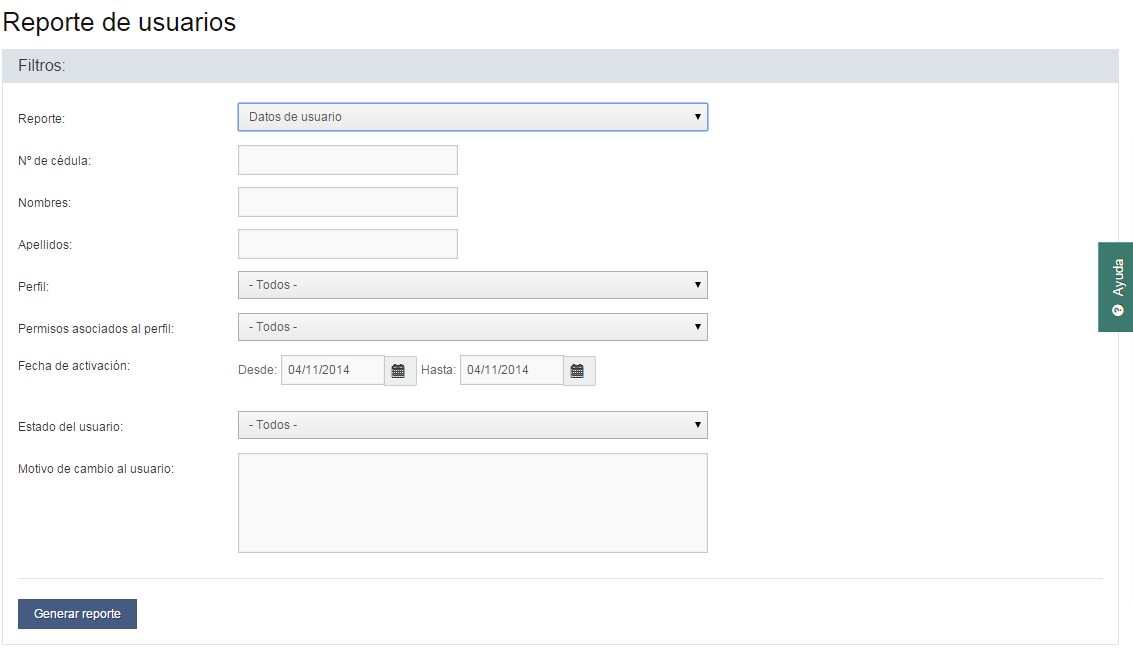 Reporte de usuarios
Filtros:
Reporte: Datos de usuario
Nº de cédula:
Nombres:
Apellidos:
Perfil: - Todos -
Permisos asociados al perfil: - Todos -
Fecha de activación: Desde: 04/11/2014 Hasta: 04/11/2014
Estado del usuario: - Todos -
Motivo de cambio al usuario:
Generar reporte
Ayuda